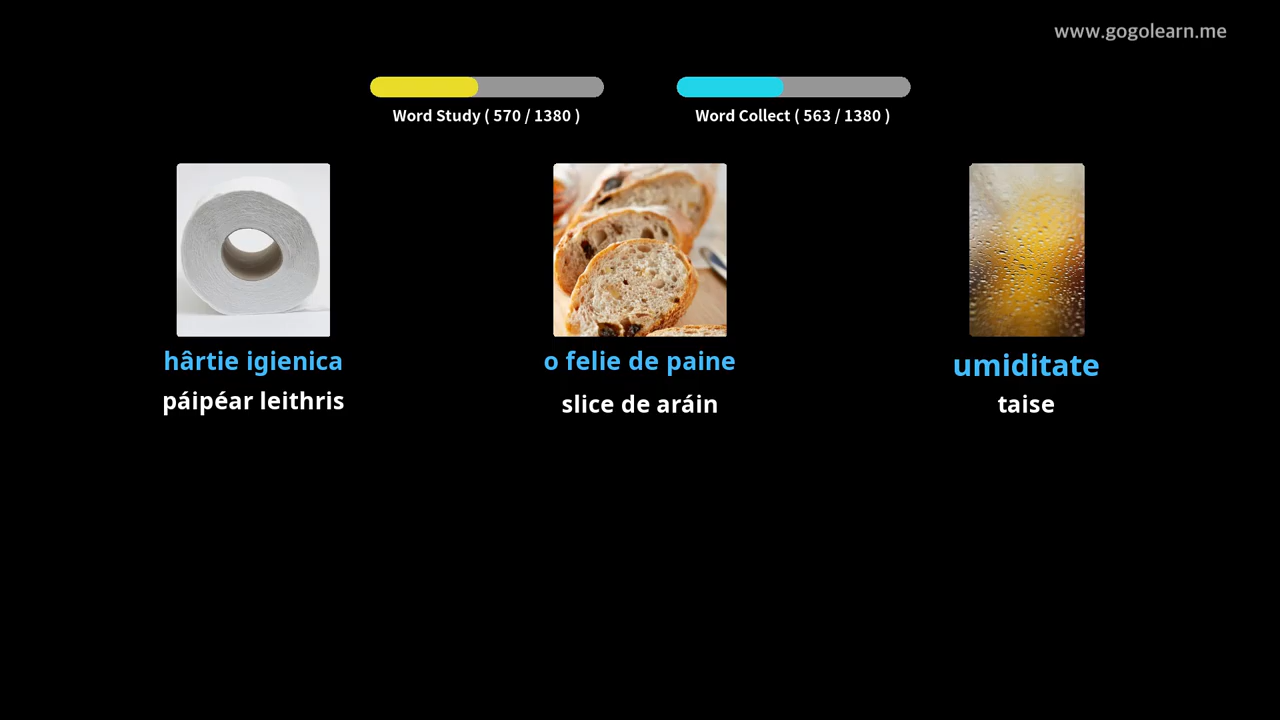 www.gogolearn.me
Word Study ( 570 / 1380 )
Word Collect ( 563 / 1380 )
hârtie igienica
páipéar leithris
o felie de paine
slice de aráin
umiditate
taise